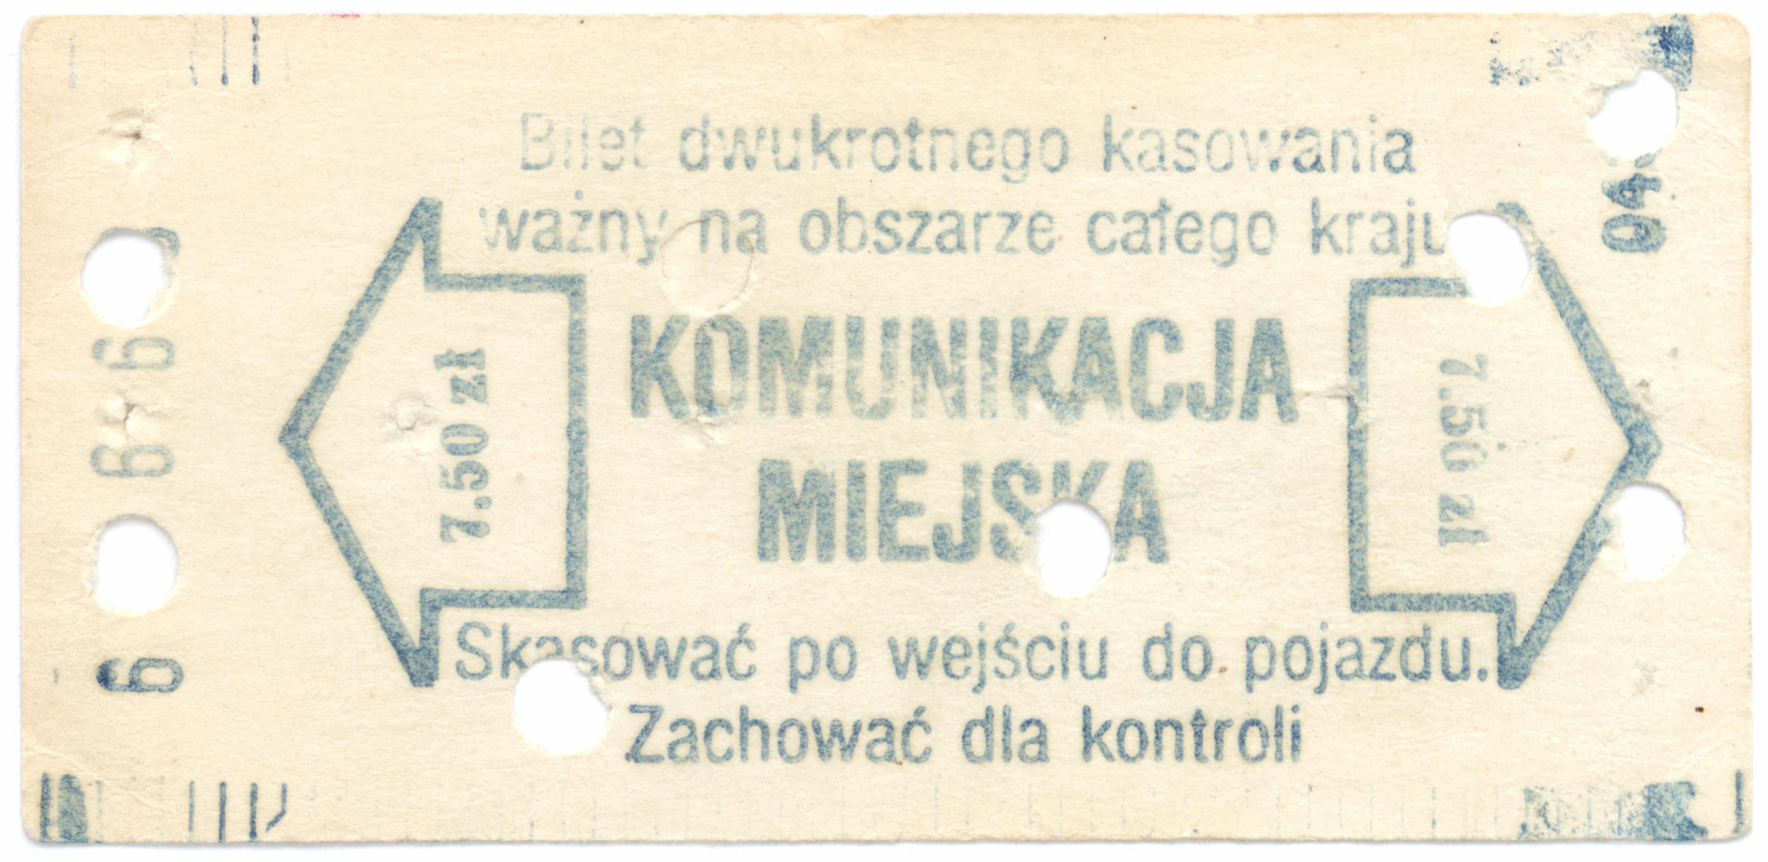 Bilet dwukrotnego kasowania
ważny na obszarze całego kraju
7.50 zł
KOMUNIKACJA
MIEJSKA
7.50 zł
Skasować po wejściu do pojazdu.
Zachować dla kontroli